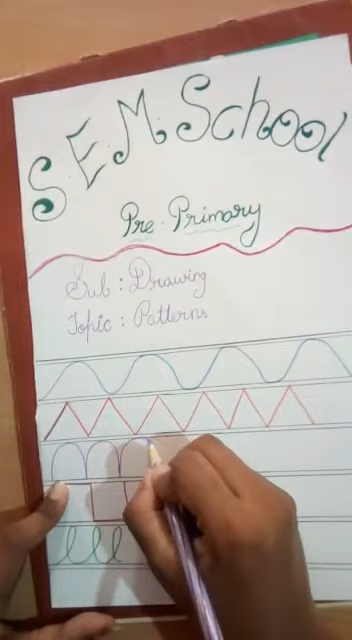 S.E.M.School
Pre-Primary
Sub : Drawing
Topic : Patterns